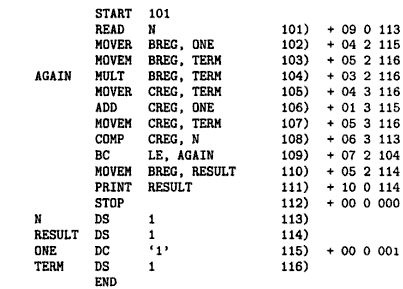 START 101
READ N 101) + 09 0 113
MOVER BREG, ONE 102) + 04 2 115
MOVEM BREG, TERM 103) + 05 2 116
AGAIN MULT BREG, TERM 104) + 03 2 116
MOVER CREG, TERM 105) + 04 3 116
ADD CREG, ONE 106) + 01 3 115
MOVEM CREG, TERM 107) + 05 3 116
COMP CREG, N 108) + 06 3 113
BC LE, AGAIN 109) + 07 2 104
MOVEM BREG, RESULT 110) + 05 2 114
PRINT RESULT 111) + 10 0 114
STOP 112) + 00 0 000
N DS 1 113)
RESULT DS 1 114)
ONE DC '1' 115) + 00 0 001
TERM DS 1 116)
END